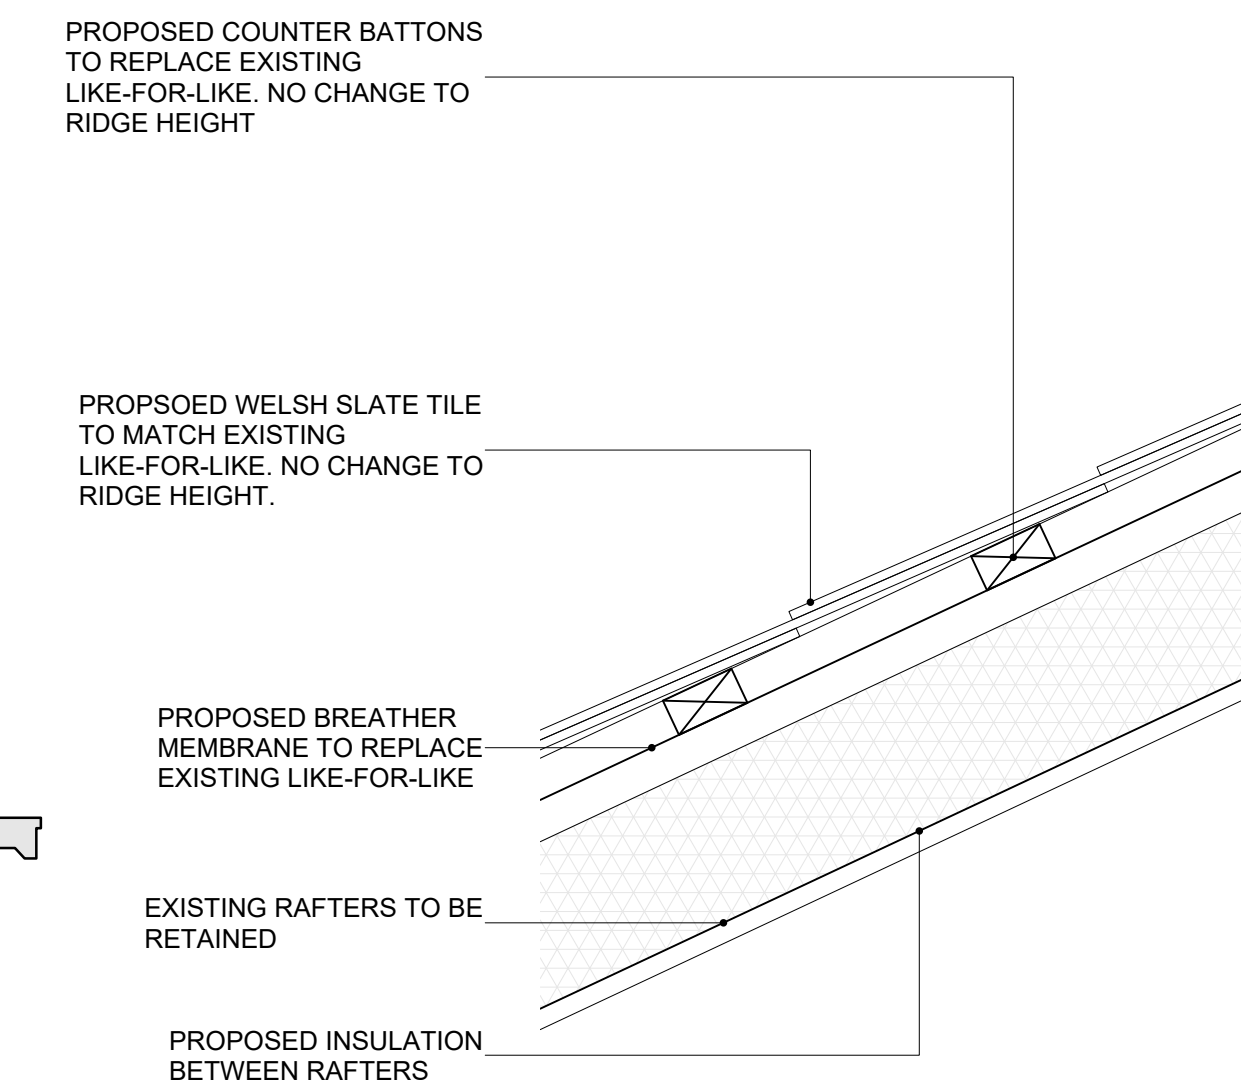 PROPOSED COUNTER BATTONS
TO REPLACE EXISTING
LIKE-FOR-LIKE. NO CHANGE TO
RIDGE HEIGHT
PROPSOED WELSH SLATE TILE
TO MATCH EXISTING
LIKE-FOR-LIKE. NO CHANGE TO
RIDGE HEIGHT.
PROPOSED BREATHER
MEMBRANE TO REPLACE
EXISTING LIKE-FOR-LIKE
EXISTING RAFTERS TO BE
RETAINED
PROPOSED INSULATION
BETWEEN RAFTERS